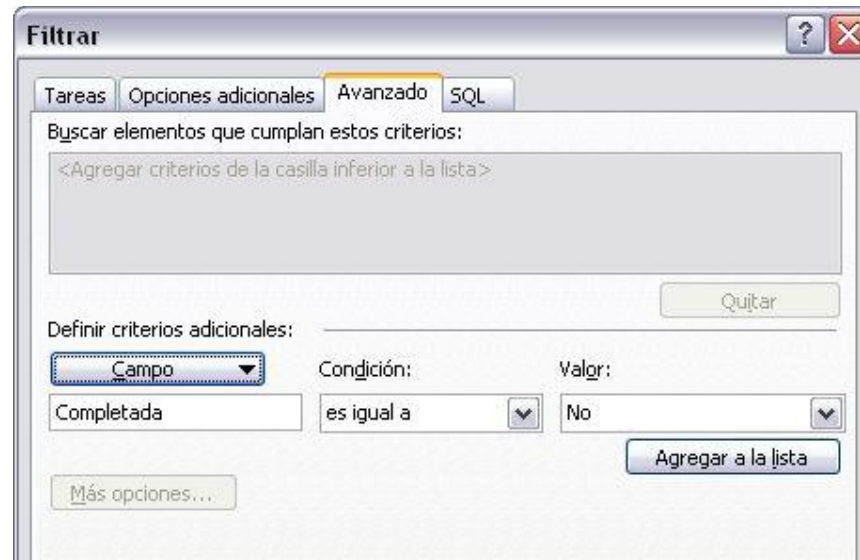 Filtrar
Tareas Opciones adicionales Avanzado SQL
Buscar elementos que cumplan estos criterios:
<Agregar criterios de la casilla inferior a la lista>
Quitar
Definir criterios adicionales:
Campo Condición: Valor:
Completada es igual a No
Agregar a la lista
Más opciones...